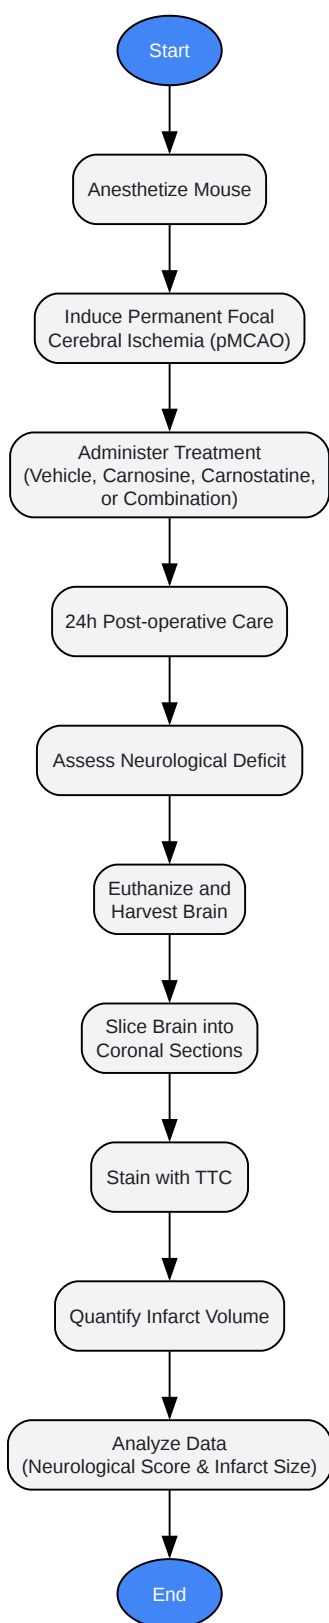 Start
Anesthetize Mouse
Induce Permanent Focal
Cerebral Ischemia (pMCAO)
Administer Treatment
(Vehicle, Carnosine, Carnostatine,
or Combination)
24h Post-operative Care
Assess Neurological Deficit
Euthanize and
Harvest Brain
Slice Brain into
Coronal Sections
Stain with TTC
Quantify Infarct Volume
Analyze Data
(Neurological Score & Infarct Size)
End